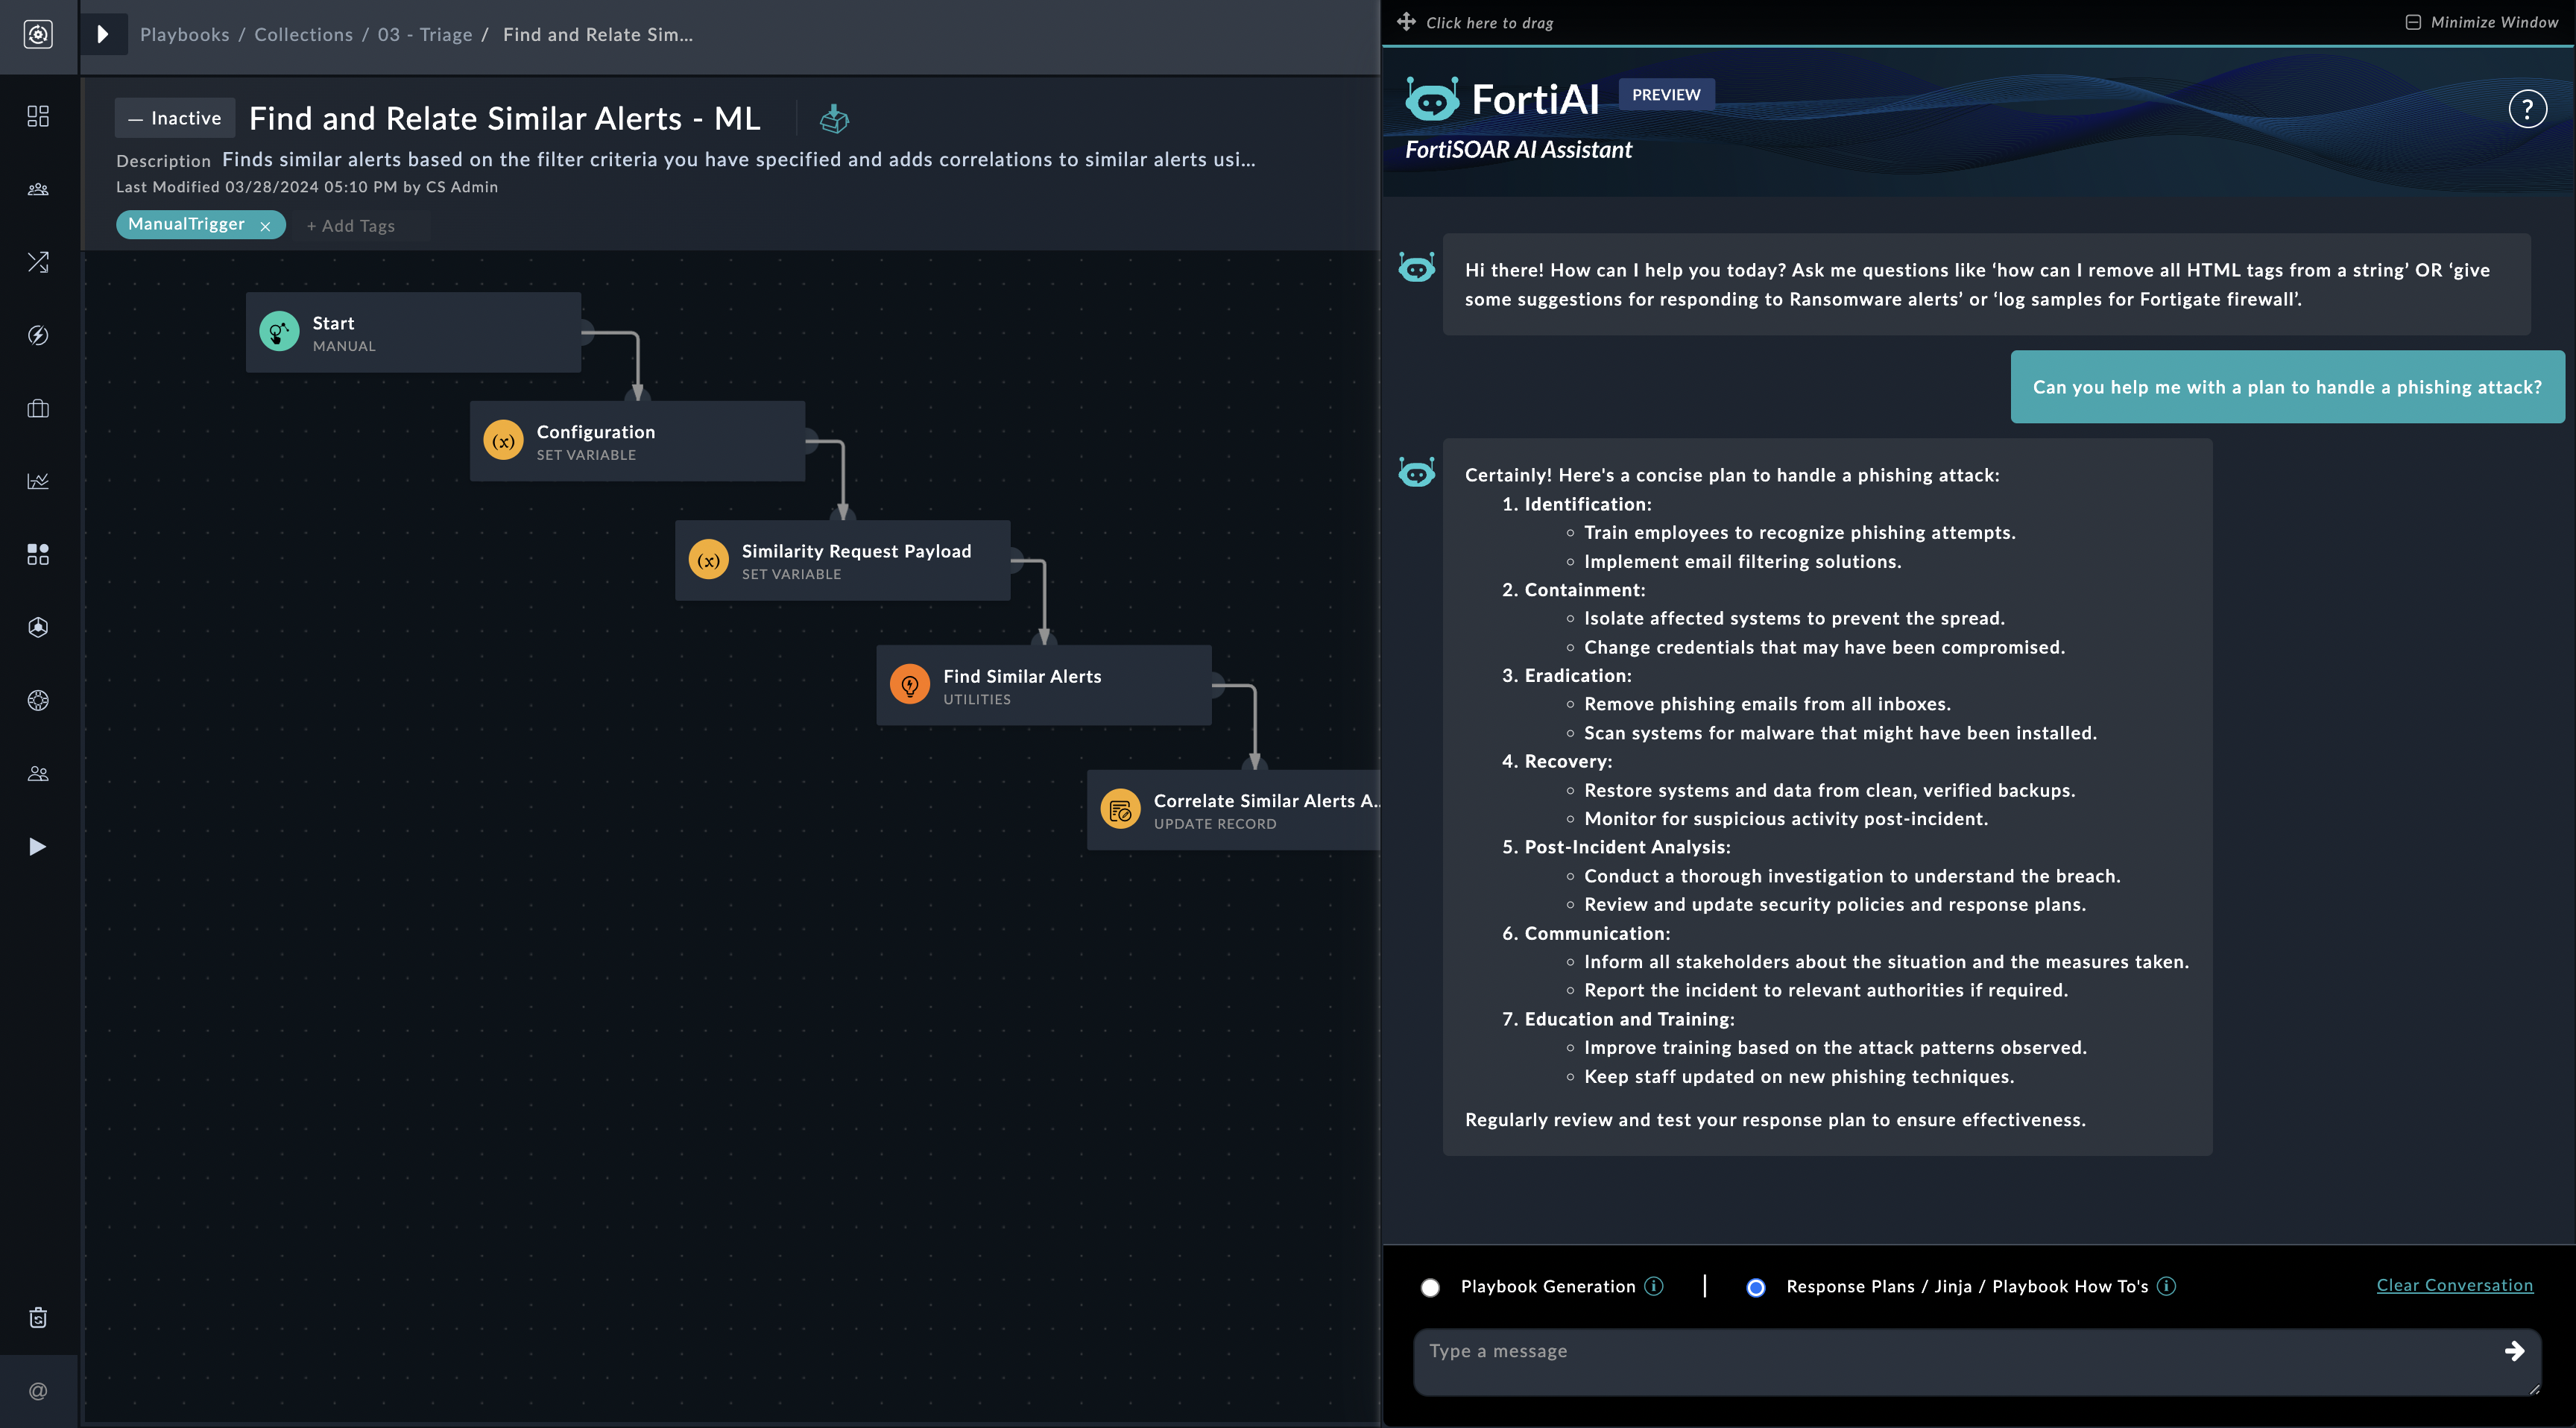 Playbooks / Collections / 03 - Triage / Find and Relate Sim...
— Inactive
Find and Relate Similar Alerts - ML
Description Finds similar alerts based on the filter criteria you have specified and adds correlations to similar alerts usi...
Last Modified 03/28/2024 05:10 PM by CS Admin
ManualTrigger ×
+ Add Tags
Start
MANUAL
(x)
Configuration
SET VARIABLE
(x)
Similarity Request Payload
SET VARIABLE
Find Similar Alerts
UTILITIES
Correlate Similar Alerts A..
UPDATE RECORD
@
Click here to drag
Minimize Window
FortiAI
PREVIEW
?
FortiSOAR AI Assistant
Hi there! How can I help you today? Ask me questions like ‘how can I remove all HTML tags from a string’ OR ‘give
some suggestions for responding to Ransomware alerts’ or ‘log samples for Fortigate firewall’.
Can you help me with a plan to handle a phishing attack?
Certainly! Here's a concise plan to handle a phishing attack:
1. Identification:
◦ Train employees to recognize phishing attempts.
◦ Implement email filtering solutions.
2. Containment:
◦ Isolate affected systems to prevent the spread.
◦ Change credentials that may have been compromised.
3. Eradication:
◦ Remove phishing emails from all inboxes.
◦ Scan systems for malware that might have been installed.
4. Recovery:
◦ Restore systems and data from clean, verified backups.
◦ Monitor for suspicious activity post-incident.
5. Post-Incident Analysis:
◦ Conduct a thorough investigation to understand the breach.
◦ Review and update security policies and response plans.
6. Communication:
◦ Inform all stakeholders about the situation and the measures taken.
◦ Report the incident to relevant authorities if required.
7. Education and Training:
◦ Improve training based on the attack patterns observed.
◦ Keep staff updated on new phishing techniques.
Regularly review and test your response plan to ensure effectiveness.
Playbook Generation i | Response Plans / Jinja / Playbook How To's i
Clear Conversation
Type a message